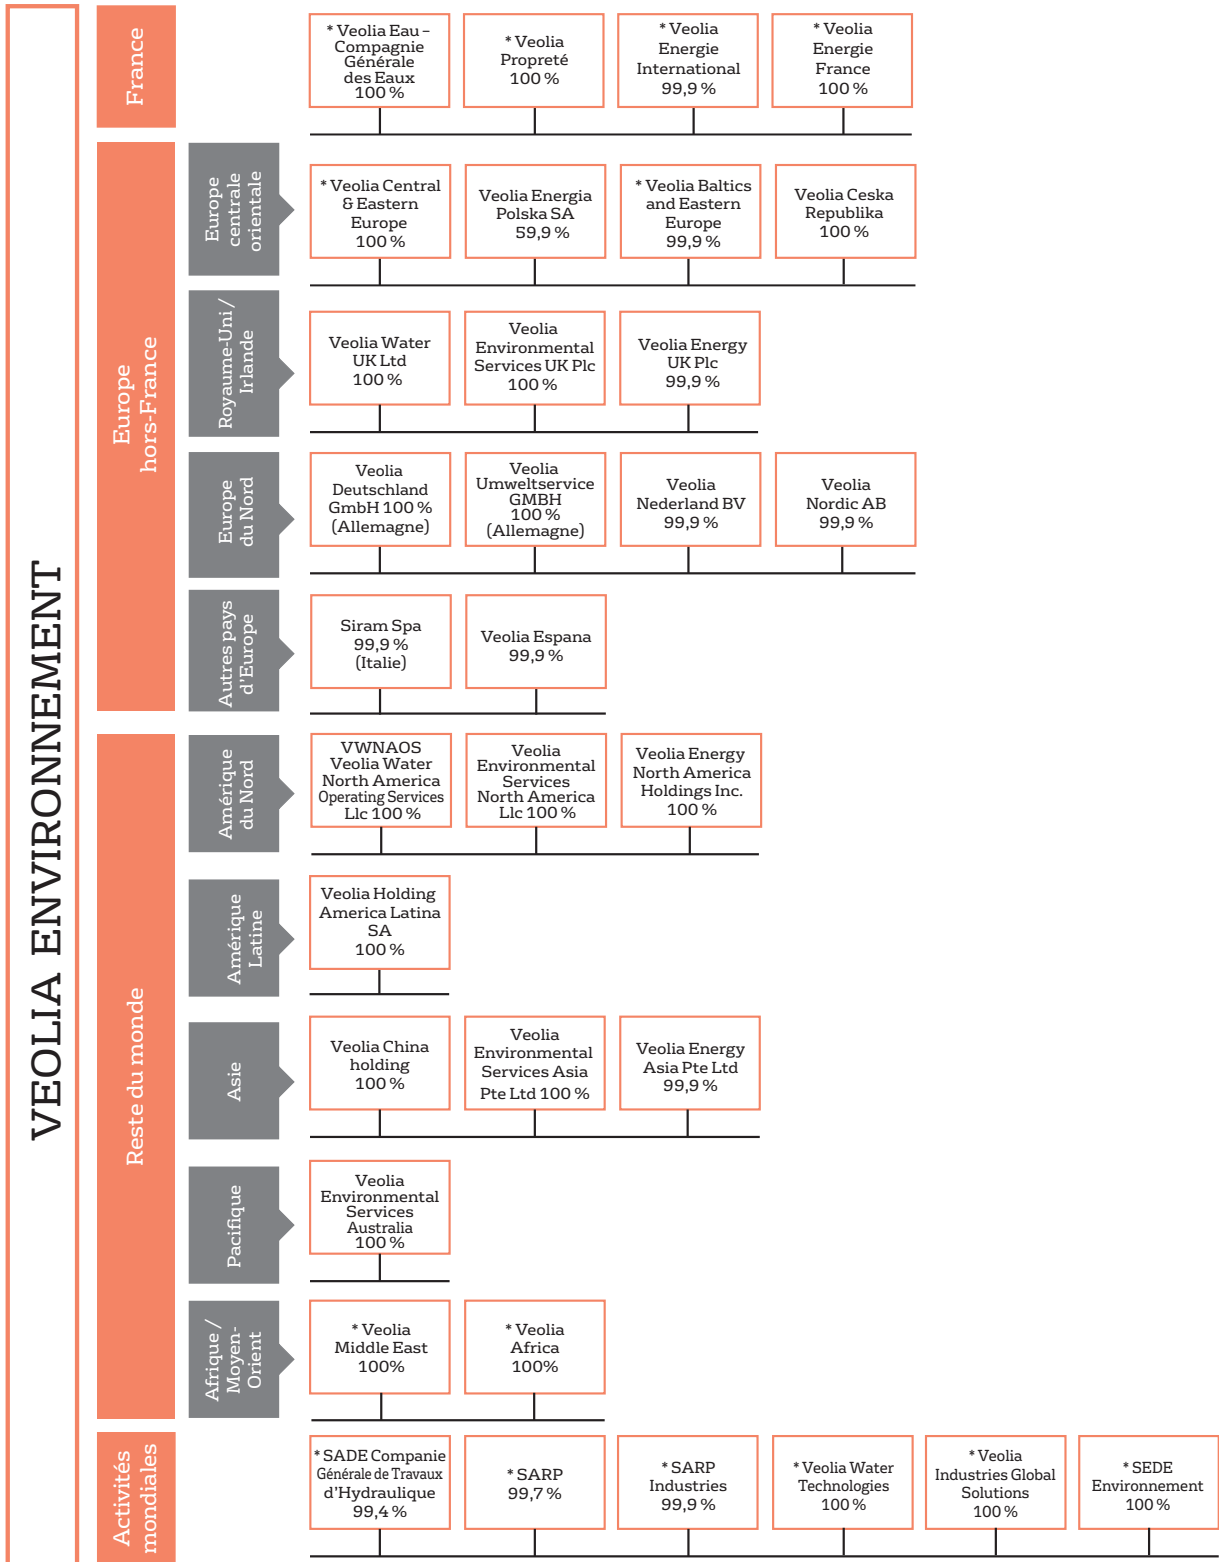 VEOLIA ENVIRONNEMENT
France
* Veolia Eau –
Compagnie
Générale
des Eaux
100 %
* Veolia
Propreté
100 %
* Veolia
Energie
International
99,9 %
* Veolia
Energie
France
100 %
Europe
hors-France
Europe
centrale
orientale
* Veolia Central
& Eastern
Europe
100 %
Veolia Energia
Polska SA
59,9 %
* Veolia Baltics
and Eastern
Europe
99,9 %
Veolia Ceska
Republika
100 %
Royaume-Uni /
Irlande
Veolia Water
UK Ltd
100 %
Veolia
Environmental
Services UK Plc
100 %
Veolia Energy
UK Plc
99,9 %
Europe
du Nord
Veolia
Deutschland
GmbH 100 %
(Allemagne)
Veolia
Umweltservice
GMBH
100 %
(Allemagne)
Veolia
Nederland BV
99,9 %
Veolia
Nordic AB
99,9 %
Autres pays
d'Europe
Siram Spa
99,9 %
(Italie)
Veolia Espana
99,9 %
Reste du monde
Amérique
du Nord
VWNAOS
Veolia Water
North America
Operating Services
Llc 100 %
Veolia
Environmental
Services
North America
Llc 100 %
Veolia Energy
North America
Holdings Inc.
100 %
Amérique
Latine
Veolia Holding
America Latina
SA
100 %
Asie
Veolia China
holding
100 %
Veolia
Environmental
Services Asia
Pte Ltd 100 %
Veolia Energy
Asia Pte Ltd
99,9 %
Pacifique
Veolia
Environmental
Services
Australia
100 %
Afrique /
Moyen-
Orient
* Veolia
Middle East
100%
* Veolia
Africa
100%
Activités
mondiales
* SADE Companie
Générale de Travaux
d'Hydraulique
99,4 %
* SARP
99,7 %
* SARP
Industries
99,9 %
* Veolia Water
Technologies
100 %
* Veolia
Industries Global
Solutions
100 %
* SEDE
Environnement
100 %